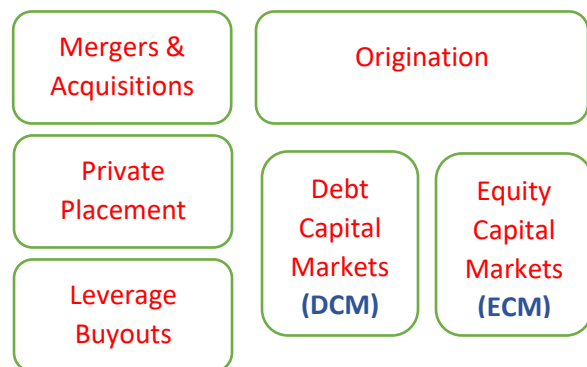 Mergers &
Acquisitions
Origination
Private
Placement
Debt
Capital
Markets
(DCM)
Equity
Capital
Markets
(ECM)
Leverage
Buyouts